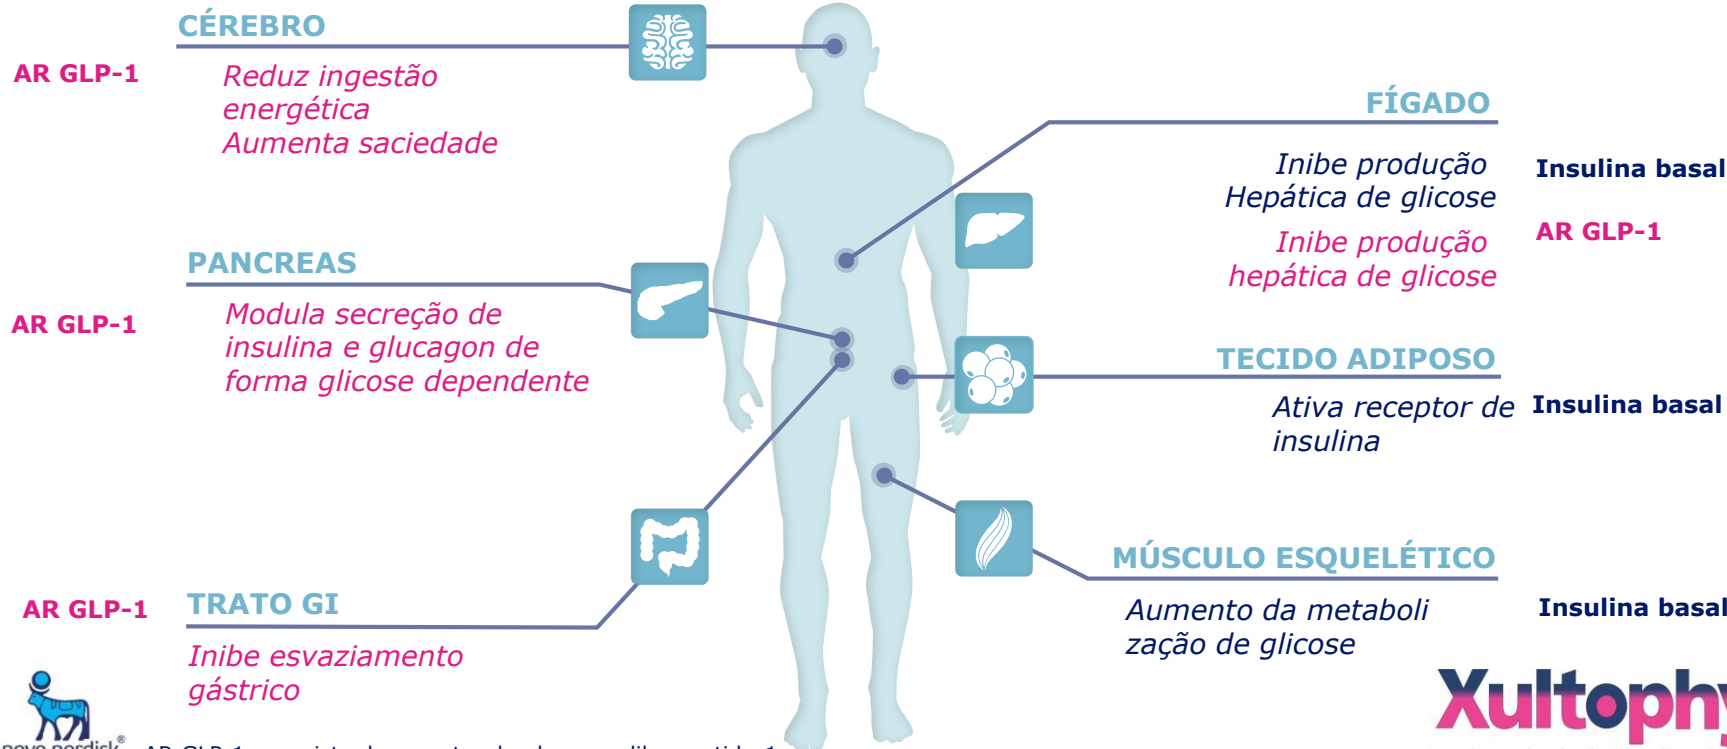 CÉREBRO
AR GLP-1
Reduz ingestão
energética
Aumenta saciedade
PANCREAS
AR GLP-1
Modula secreção de
insulina e glucagon de
forma glicose dependente
AR GLP-1
TRATO GI
Inibe esvaziamento
gástrico
FÍGADO
Inibe produção
Hepática de glicose
Insulina basal
Inibe produção
hepática de glicose
AR GLP-1
TECIDO ADIPOSO
Ativa receptor de
insulina
Insulina basal
MÚSCULO ESQUELÉTICO
Aumento da metaboli
zação de glicose
Insulina basal
Xultophy
novo nordisk®